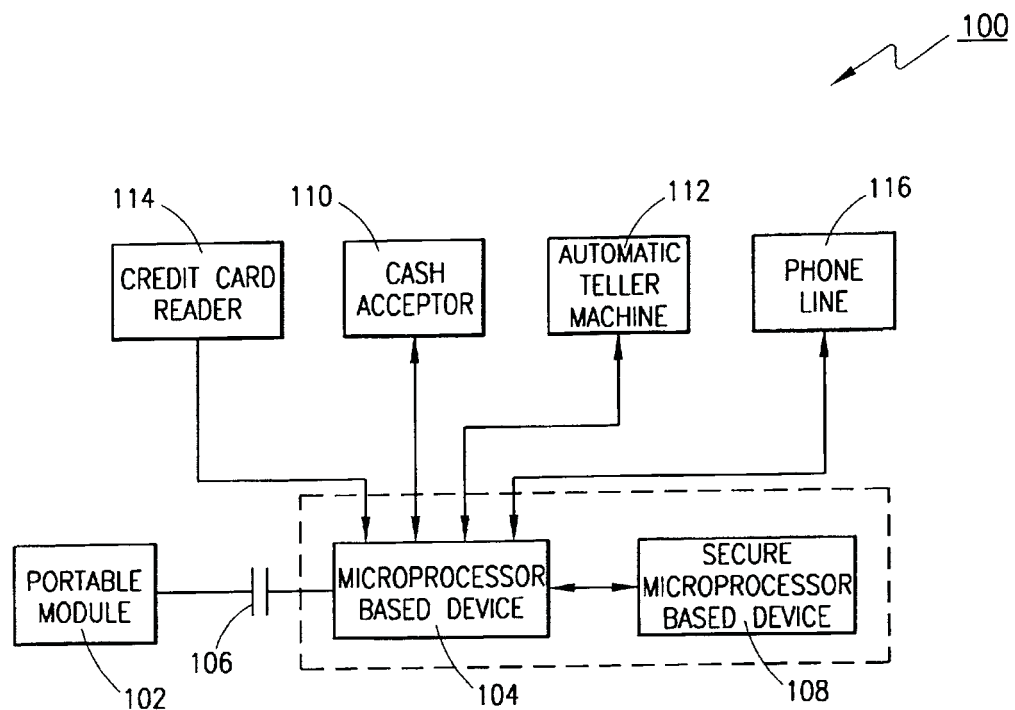 100
114
110
112
116
CREDIT CARD
READER
CASH
ACCEPTOR
AUTOMATIC
TELLER
MACHINE
PHONE
LINE
PORTABLE
MODULE
MICROPROCESSOR
BASED DEVICE
SECURE
MICROPROCESSOR
BASED DEVICE
106
102
104
108